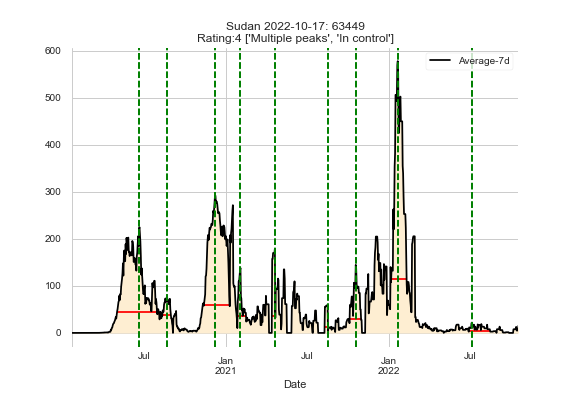 Sudan 2022-10-17: 63449
Rating:4 ['Multiple peaks', 'In control']
600
500
400
300
200
100
0
Average-7d
Jul
Jan
2021
Jul
Jan
2022
Jul
Date